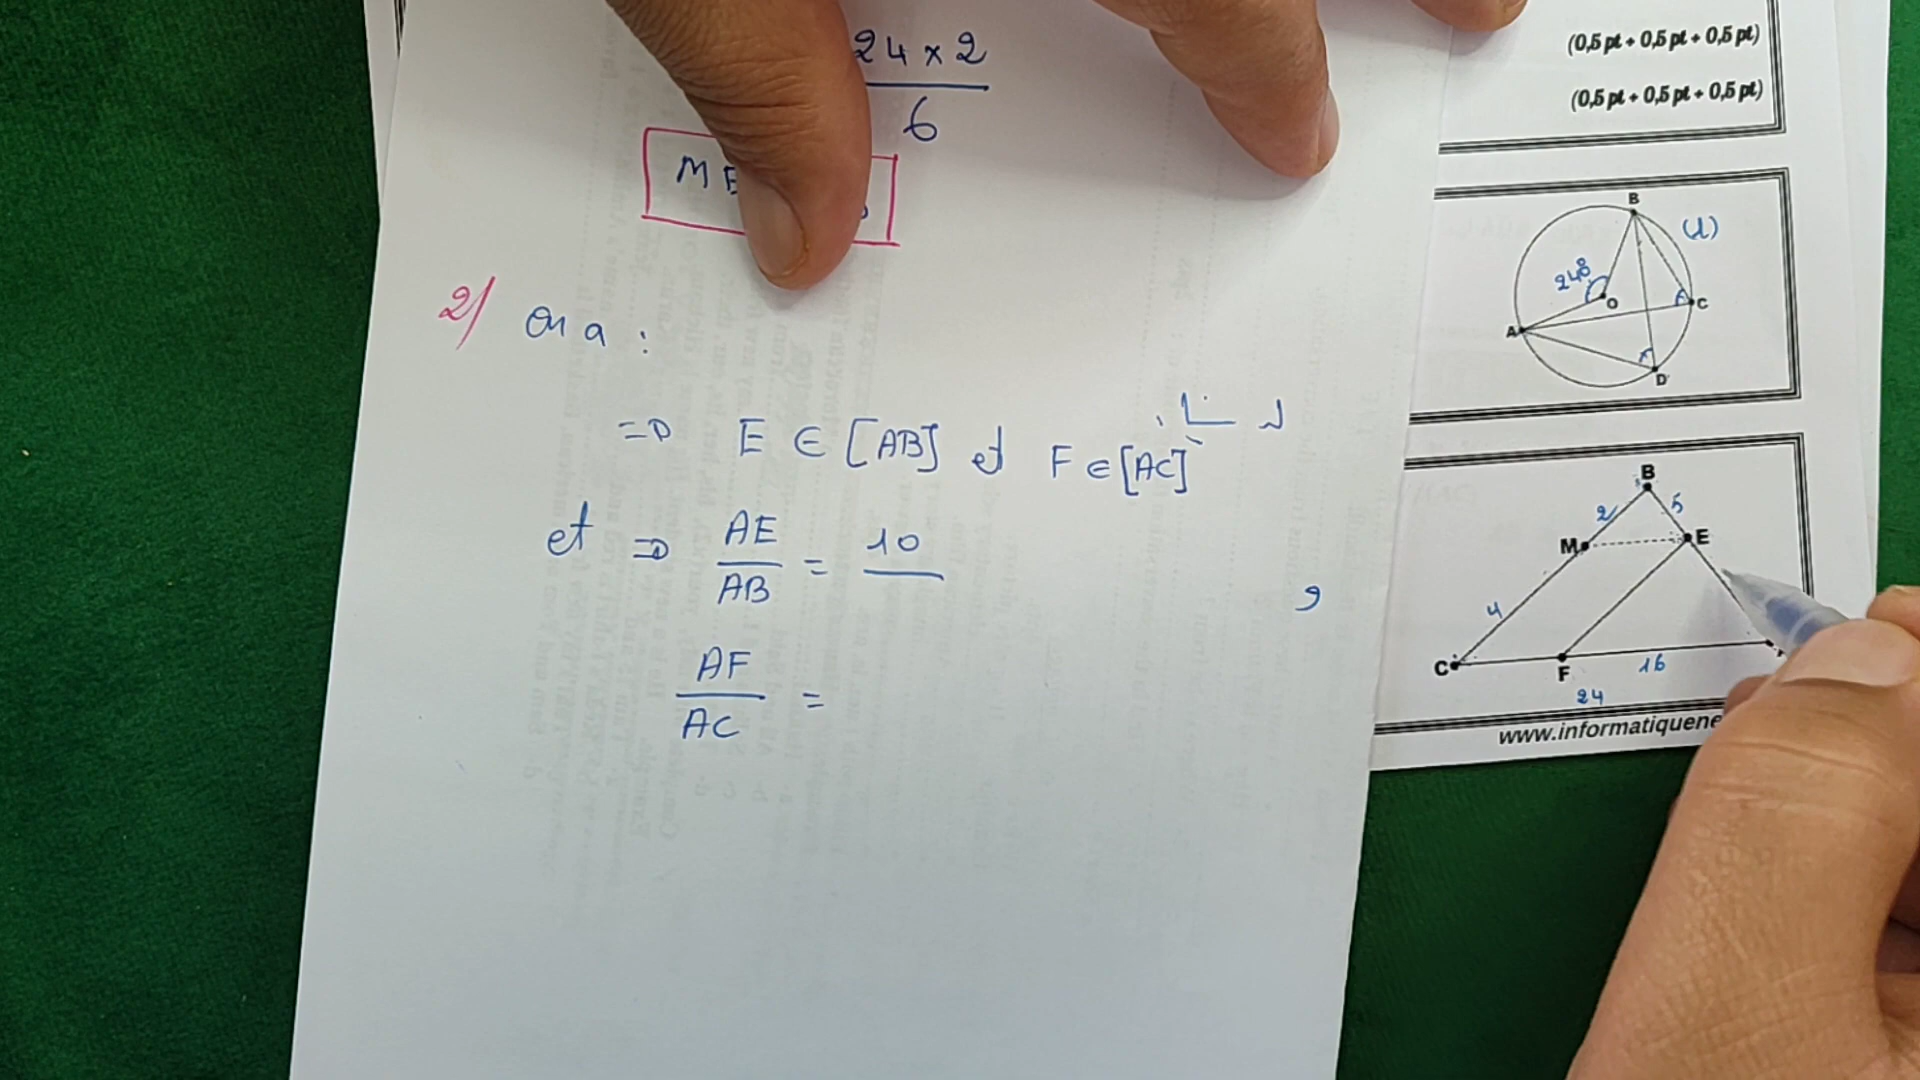 24 × 2
6
M E
2/ on a :
=> E ∈ [AB] et F ∈ [AC]
et => AE
AB
= 10
AF
AC
=
(0,5 pt + 0,5 pt + 0,5 pt)
(0,5 pt + 0,5 pt + 0,5 pt)
B
(1)
248
O
C
A
D
B
2
5
M
E
4
C
F
16
24
www.informatiquene